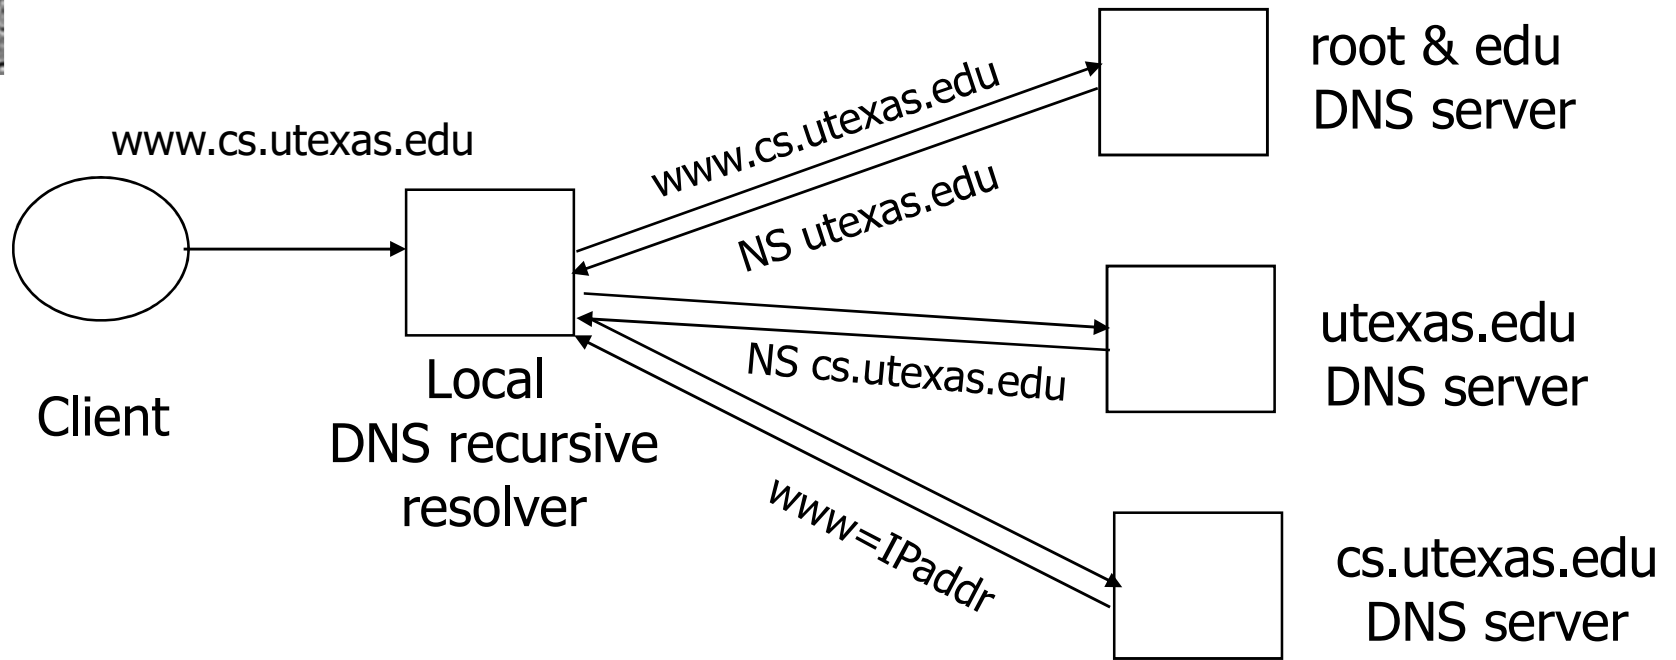 www.cs.utexas.edu
Client
Local
DNS recursive
resolver
www.cs.utexas.edu
NS utexas.edu
NS cs.utexas.edu
www=IPaddr
root & edu
DNS server
utexas.edu
DNS server
cs.utexas.edu
DNS server